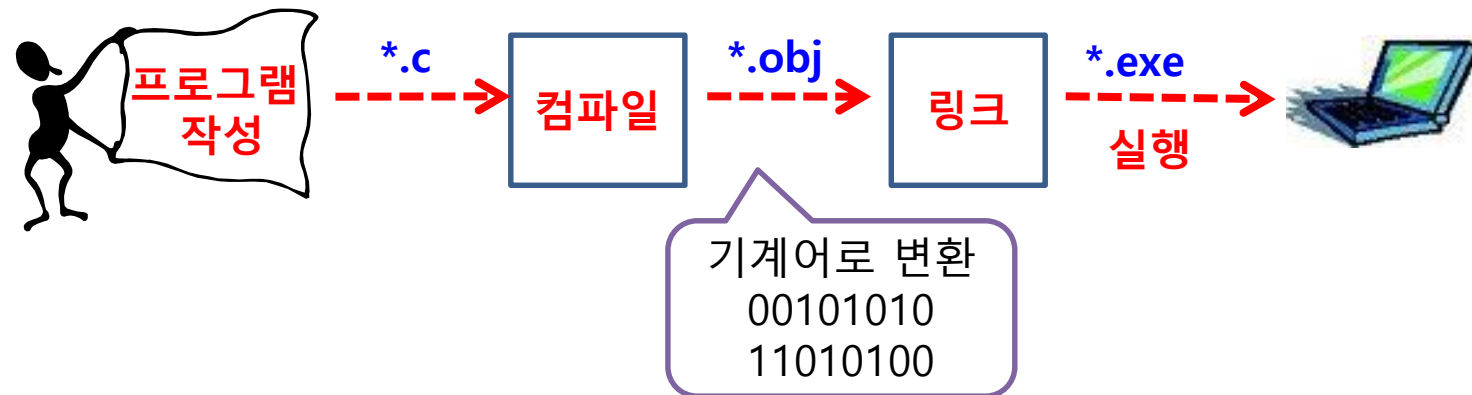 프로그램
작성
*.c
컴파일
*.obj
링크
*.exe
실행
기계어로 변환
00101010
11010100